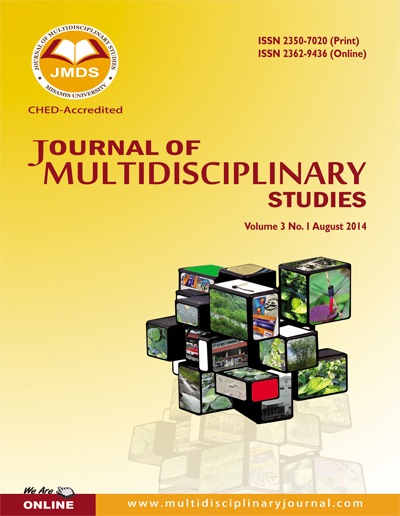 JOURNAL OF MULTIDISCIPLINARY STUDIES
JMDS
MISAMIS UNIVERSITY
CHED-Accredited
ISSN 2350-7020 (Print)
ISSN 2362-9436 (Online)
JOURNAL OF
MULTIDISCIPLINARY
STUDIES
Volume 3 No. 1 August 2014
We Are
ONLINE
www.multidisciplinaryjournal.com